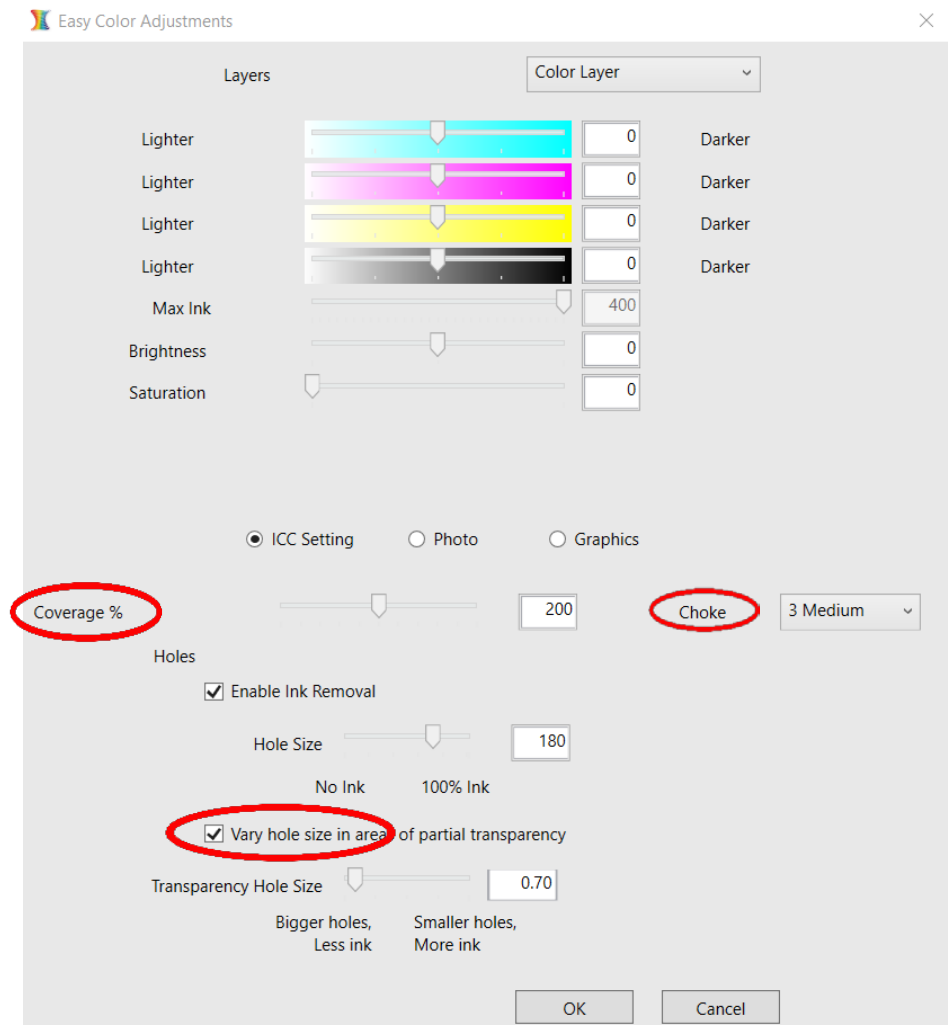 Easy Color Adjustments
Layers Color Layer
Lighter 0 Darker
Lighter 0 Darker
Lighter 0 Darker
Lighter 0 Darker
Max Ink 400
Brightness 0
Saturation 0
ICC Setting Photo Graphics
Coverage % 200 Choke 3 Medium
Holes
Enable Ink Removal
Hole Size 180
No Ink 100% Ink
Vary hole size in areas of partial transparency
Transparency Hole Size 0.70
Bigger holes, Smaller holes,
Less ink More ink
OK Cancel